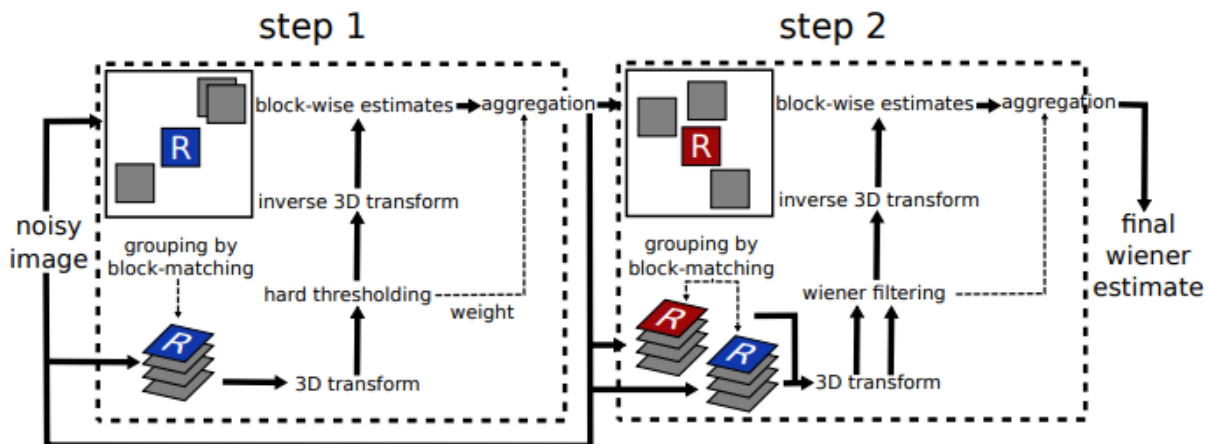 step 1
R
block-wise estimates
aggregation
inverse 3D transform
noisy
image
grouping by
block-matching
hard thresholding
weight
R
3D transform
step 2
R
block-wise estimates
aggregation
inverse 3D transform
grouping by
block-matching
wiener filtering
R
R
3D transform
final
wiener
estimate